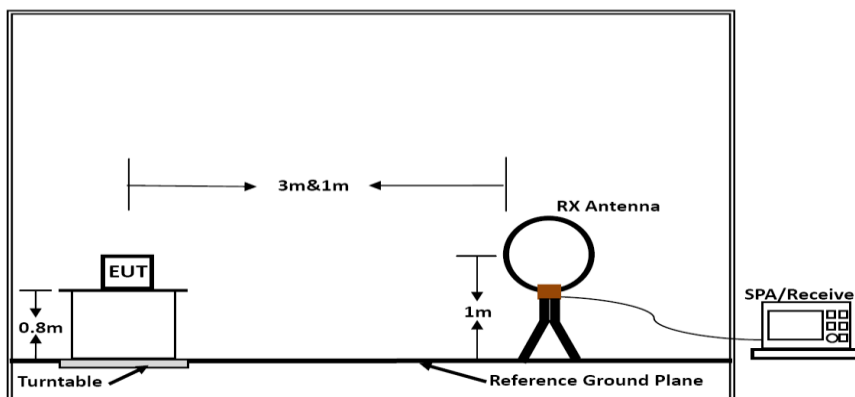 3m&1m
RX Antenna
EUT
SPA/Receive
0.8m
1m
Turntable
Reference Ground Plane